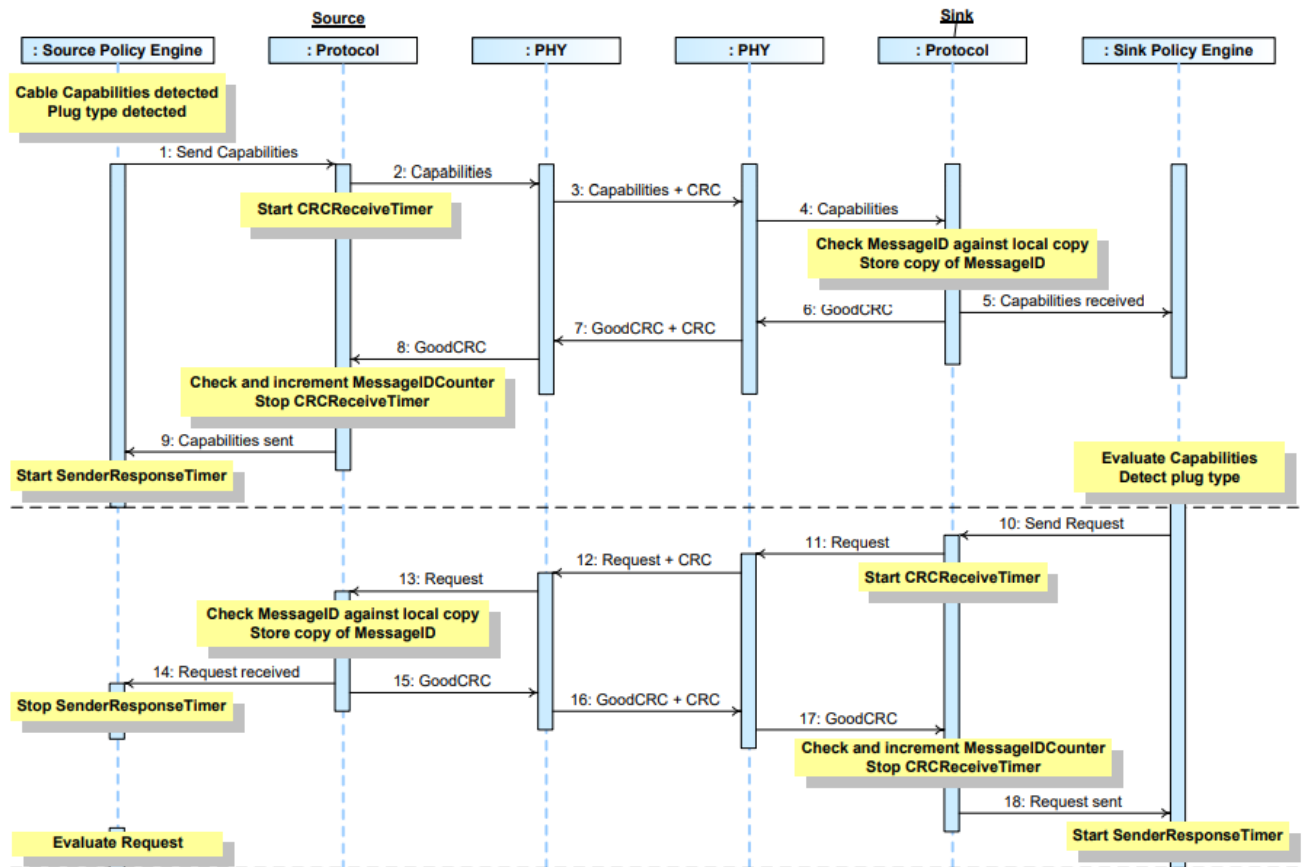 Source
Sink
: Source Policy Engine
: Protocol
: PHY
: PHY
: Protocol
: Sink Policy Engine
Cable Capabilities detected
Plug type detected
1: Send Capabilities
2: Capabilities
3: Capabilities + CRC
Start CRCReceiveTimer
4: Capabilities
Check MessageID against local copy
Store copy of MessageID
5: Capabilities received
6: GoodCRC
7: GoodCRC + CRC
8: GoodCRC
Check and increment MessageIDCounter
Stop CRCReceiveTimer
9: Capabilities sent
Start SenderResponseTimer
Evaluate Capabilities
Detect plug type
10: Send Request
11: Request
12: Request + CRC
Start CRCReceiveTimer
13: Request
Check MessageID against local copy
Store copy of MessageID
14: Request received
15: GoodCRC
Stop SenderResponseTimer
16: GoodCRC + CRC
17: GoodCRC
Check and increment MessageIDCounter
Stop CRCReceiveTimer
18: Request sent
Start SenderResponseTimer
Evaluate Request